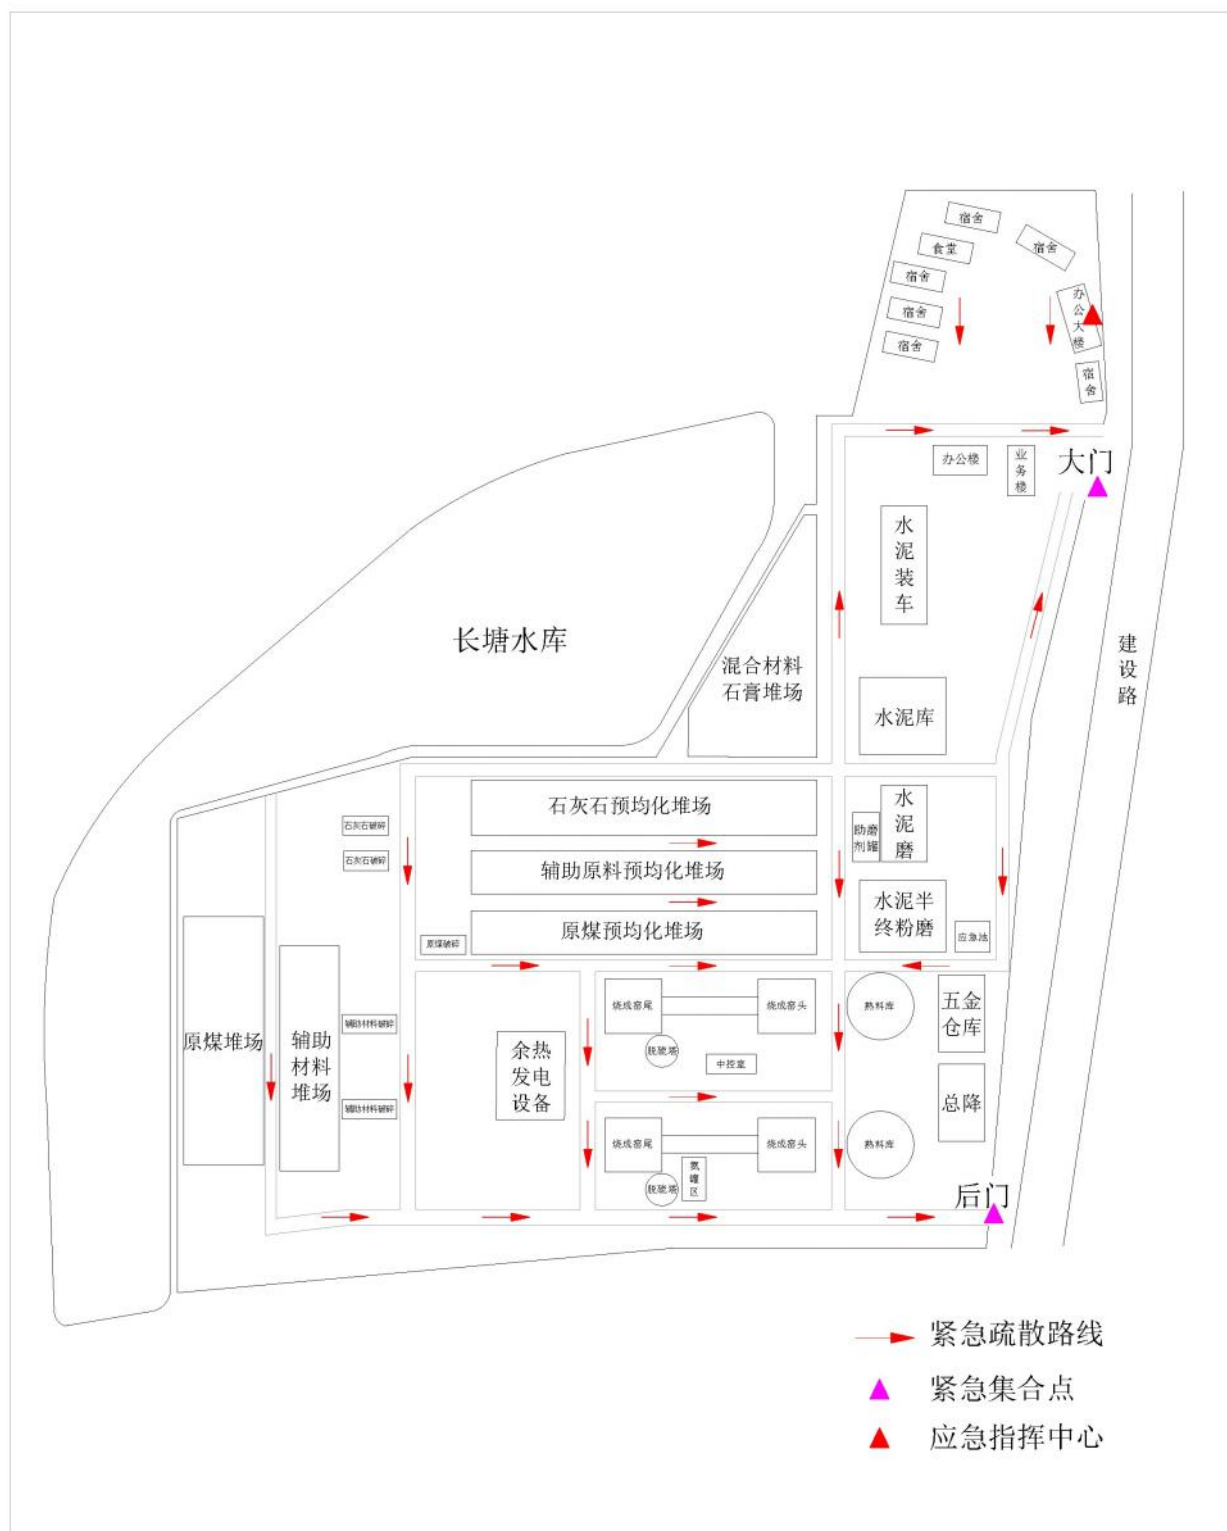 宿舍
宿舍
食堂
宿舍
宿舍
宿舍
办公大楼
宿舍
办公楼
业务楼
大门
水泥装车
建设路
长塘水库
混合材料
石膏堆场
水泥库
石灰石预均化堆场
石灰石破碎
石灰石破碎
水泥磨
助磨
剂罐
辅助原料预均化堆场
原煤预均化堆场
原煤破碎
水泥半
终粉磨
应急池
原煤堆场
辅助
材料
堆场
辅助材料破碎
辅助材料破碎
余热
发电
设备
烧成窑尾
烧成窑头
脱硫塔
中控室
熟料库
五金
仓库
总降
烧成窑尾
烧成窑头
脱硫塔
氨罐区
熟料库
后门
紧急疏散路线
紧急集合点
应急指挥中心